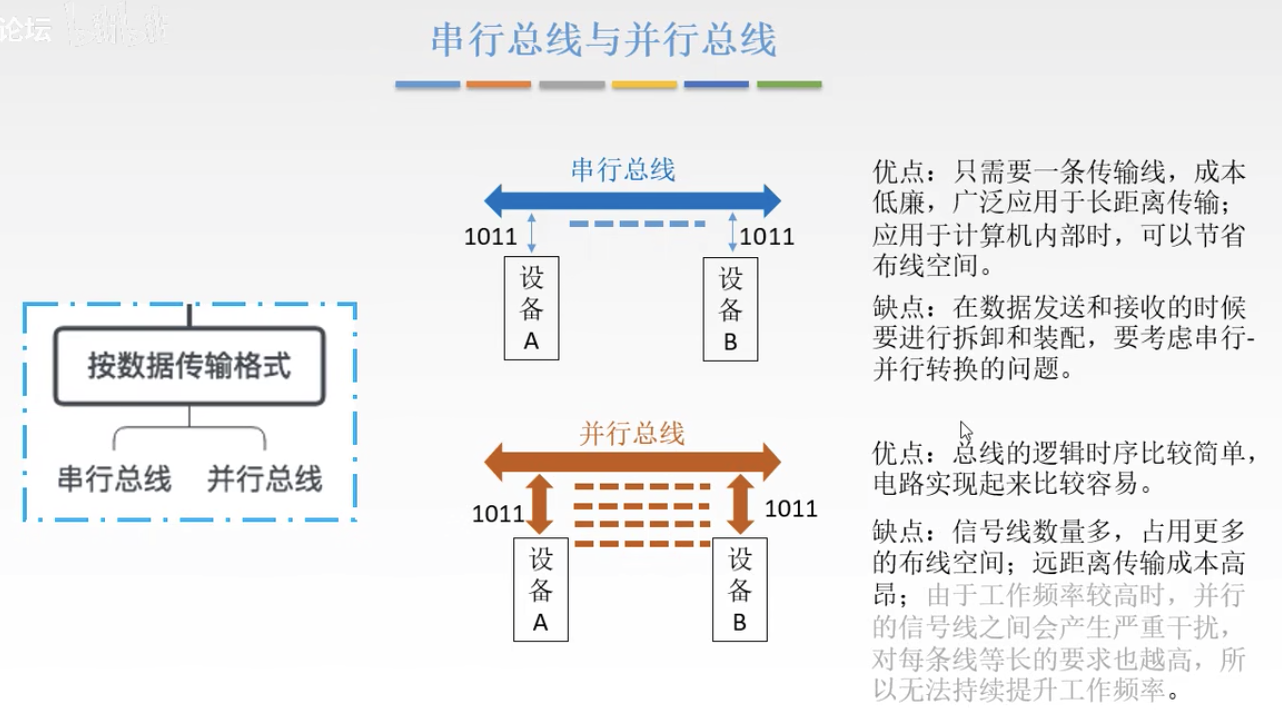 论坛
串行总线与并行总线
按数据传输格式
串行总线
并行总线
串行总线
1011
1011
设
备
A
设
备
B
并行总线
1011
1011
设
备
A
设
备
B
优点：只需要一条传输线，成本
低廉，广泛应用于长距离传输；
应用于计算机内部时，可以节省
布线空间。
缺点：在数据发送和接收的时候
要进行拆卸和装配，要考虑串行-
并行转换的问题。
优点：总线的逻辑时序比较简单，
电路实现起来比较容易。
缺点：信号线数量多，占用更多
的布线空间；远距离传输成本高
昂；由于工作频率较高时，并行
的信号线之间会产生严重干扰，
对每条线等长的要求也越高，所
以无法持续提升工作频率。